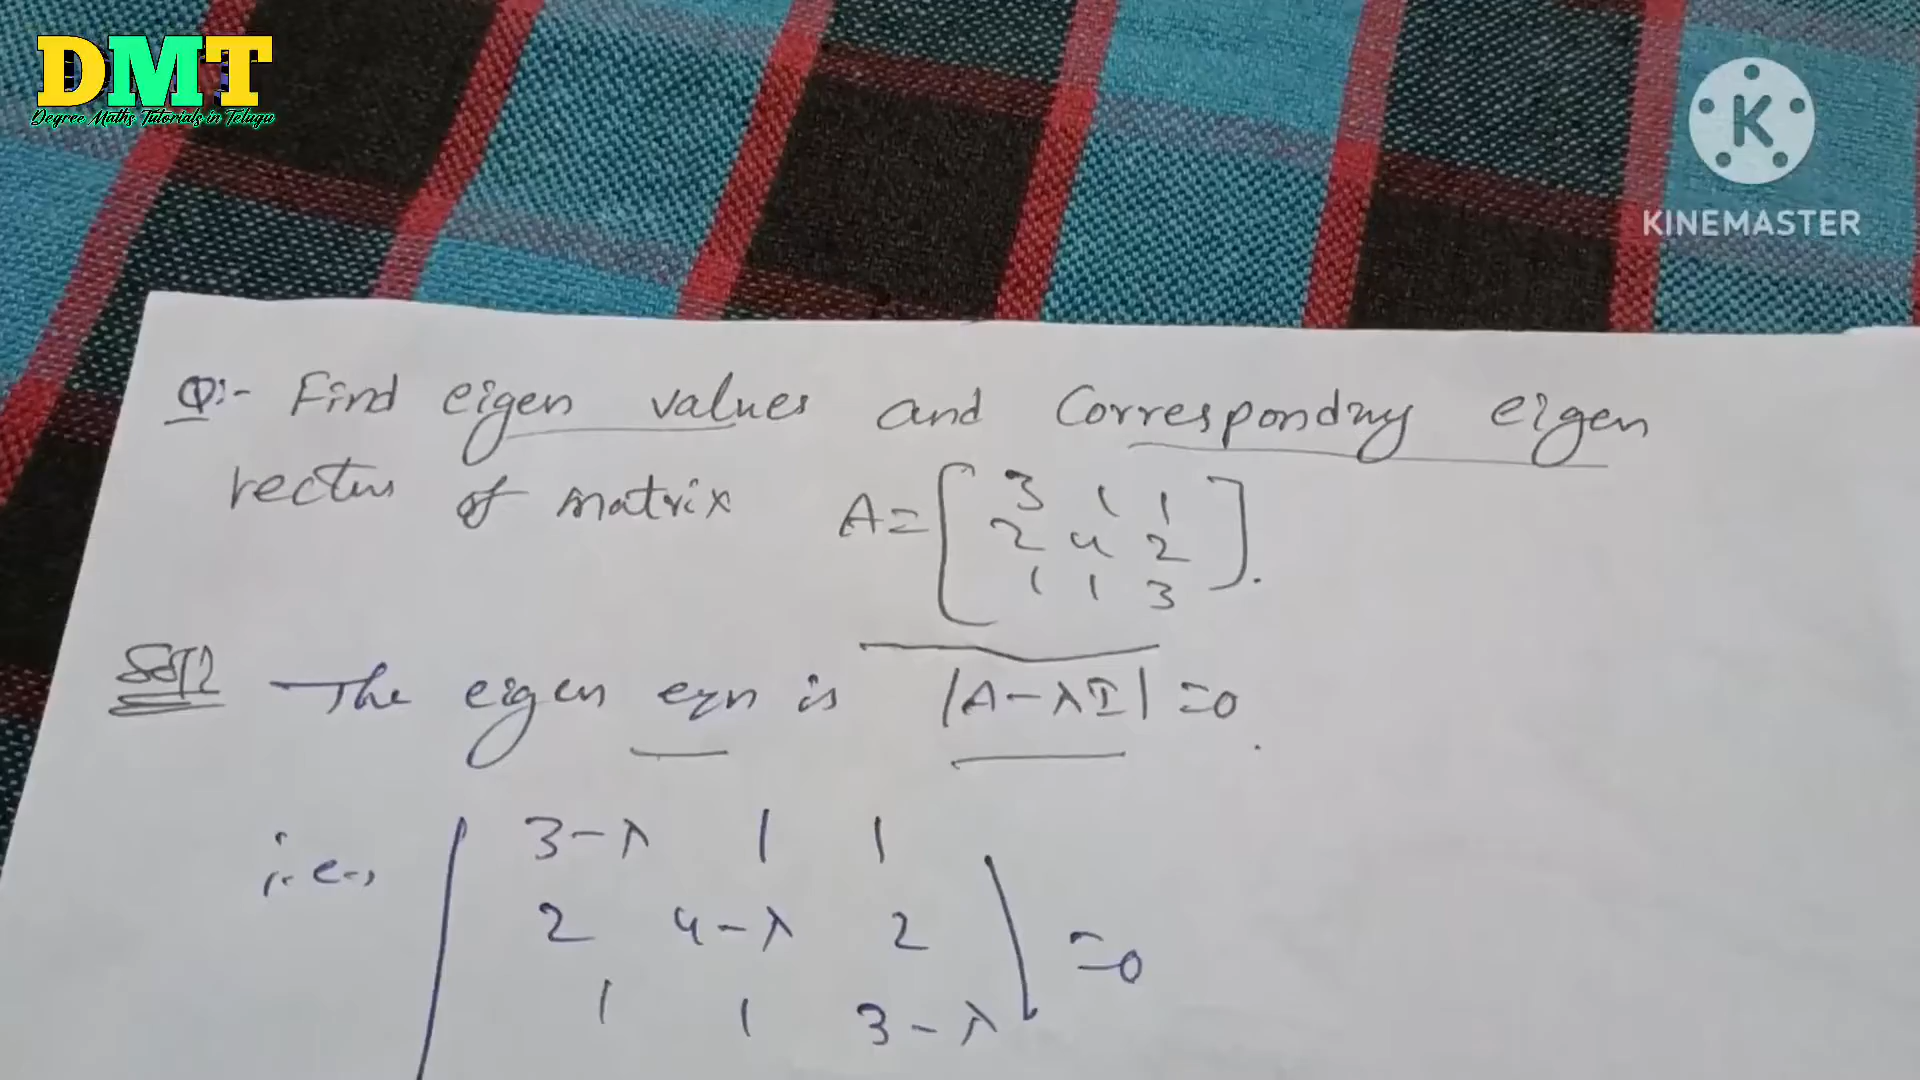 DMT
Degree Maths Tutorials in Telugu
K
KINEMASTER
Q:- Find eigen values and Corresponding eigen
vectors of matrix A = [ 3 1 1
2 4 2
1 1 3 ].
Sol? The eigen eqn is |A-λI| = 0.
i.e., | 3-λ 1 1
2 4-λ 2 | = 0
1 1 3-λ